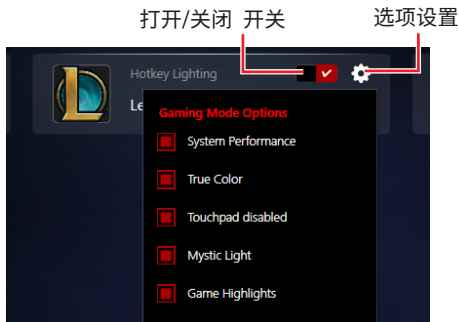 打开/关闭 开关 选项设置
Hotkey Lighting
Le
Gaming Mode Options
System Performance
True Color
Touchpad disabled
Mystic Light
Game Highlights